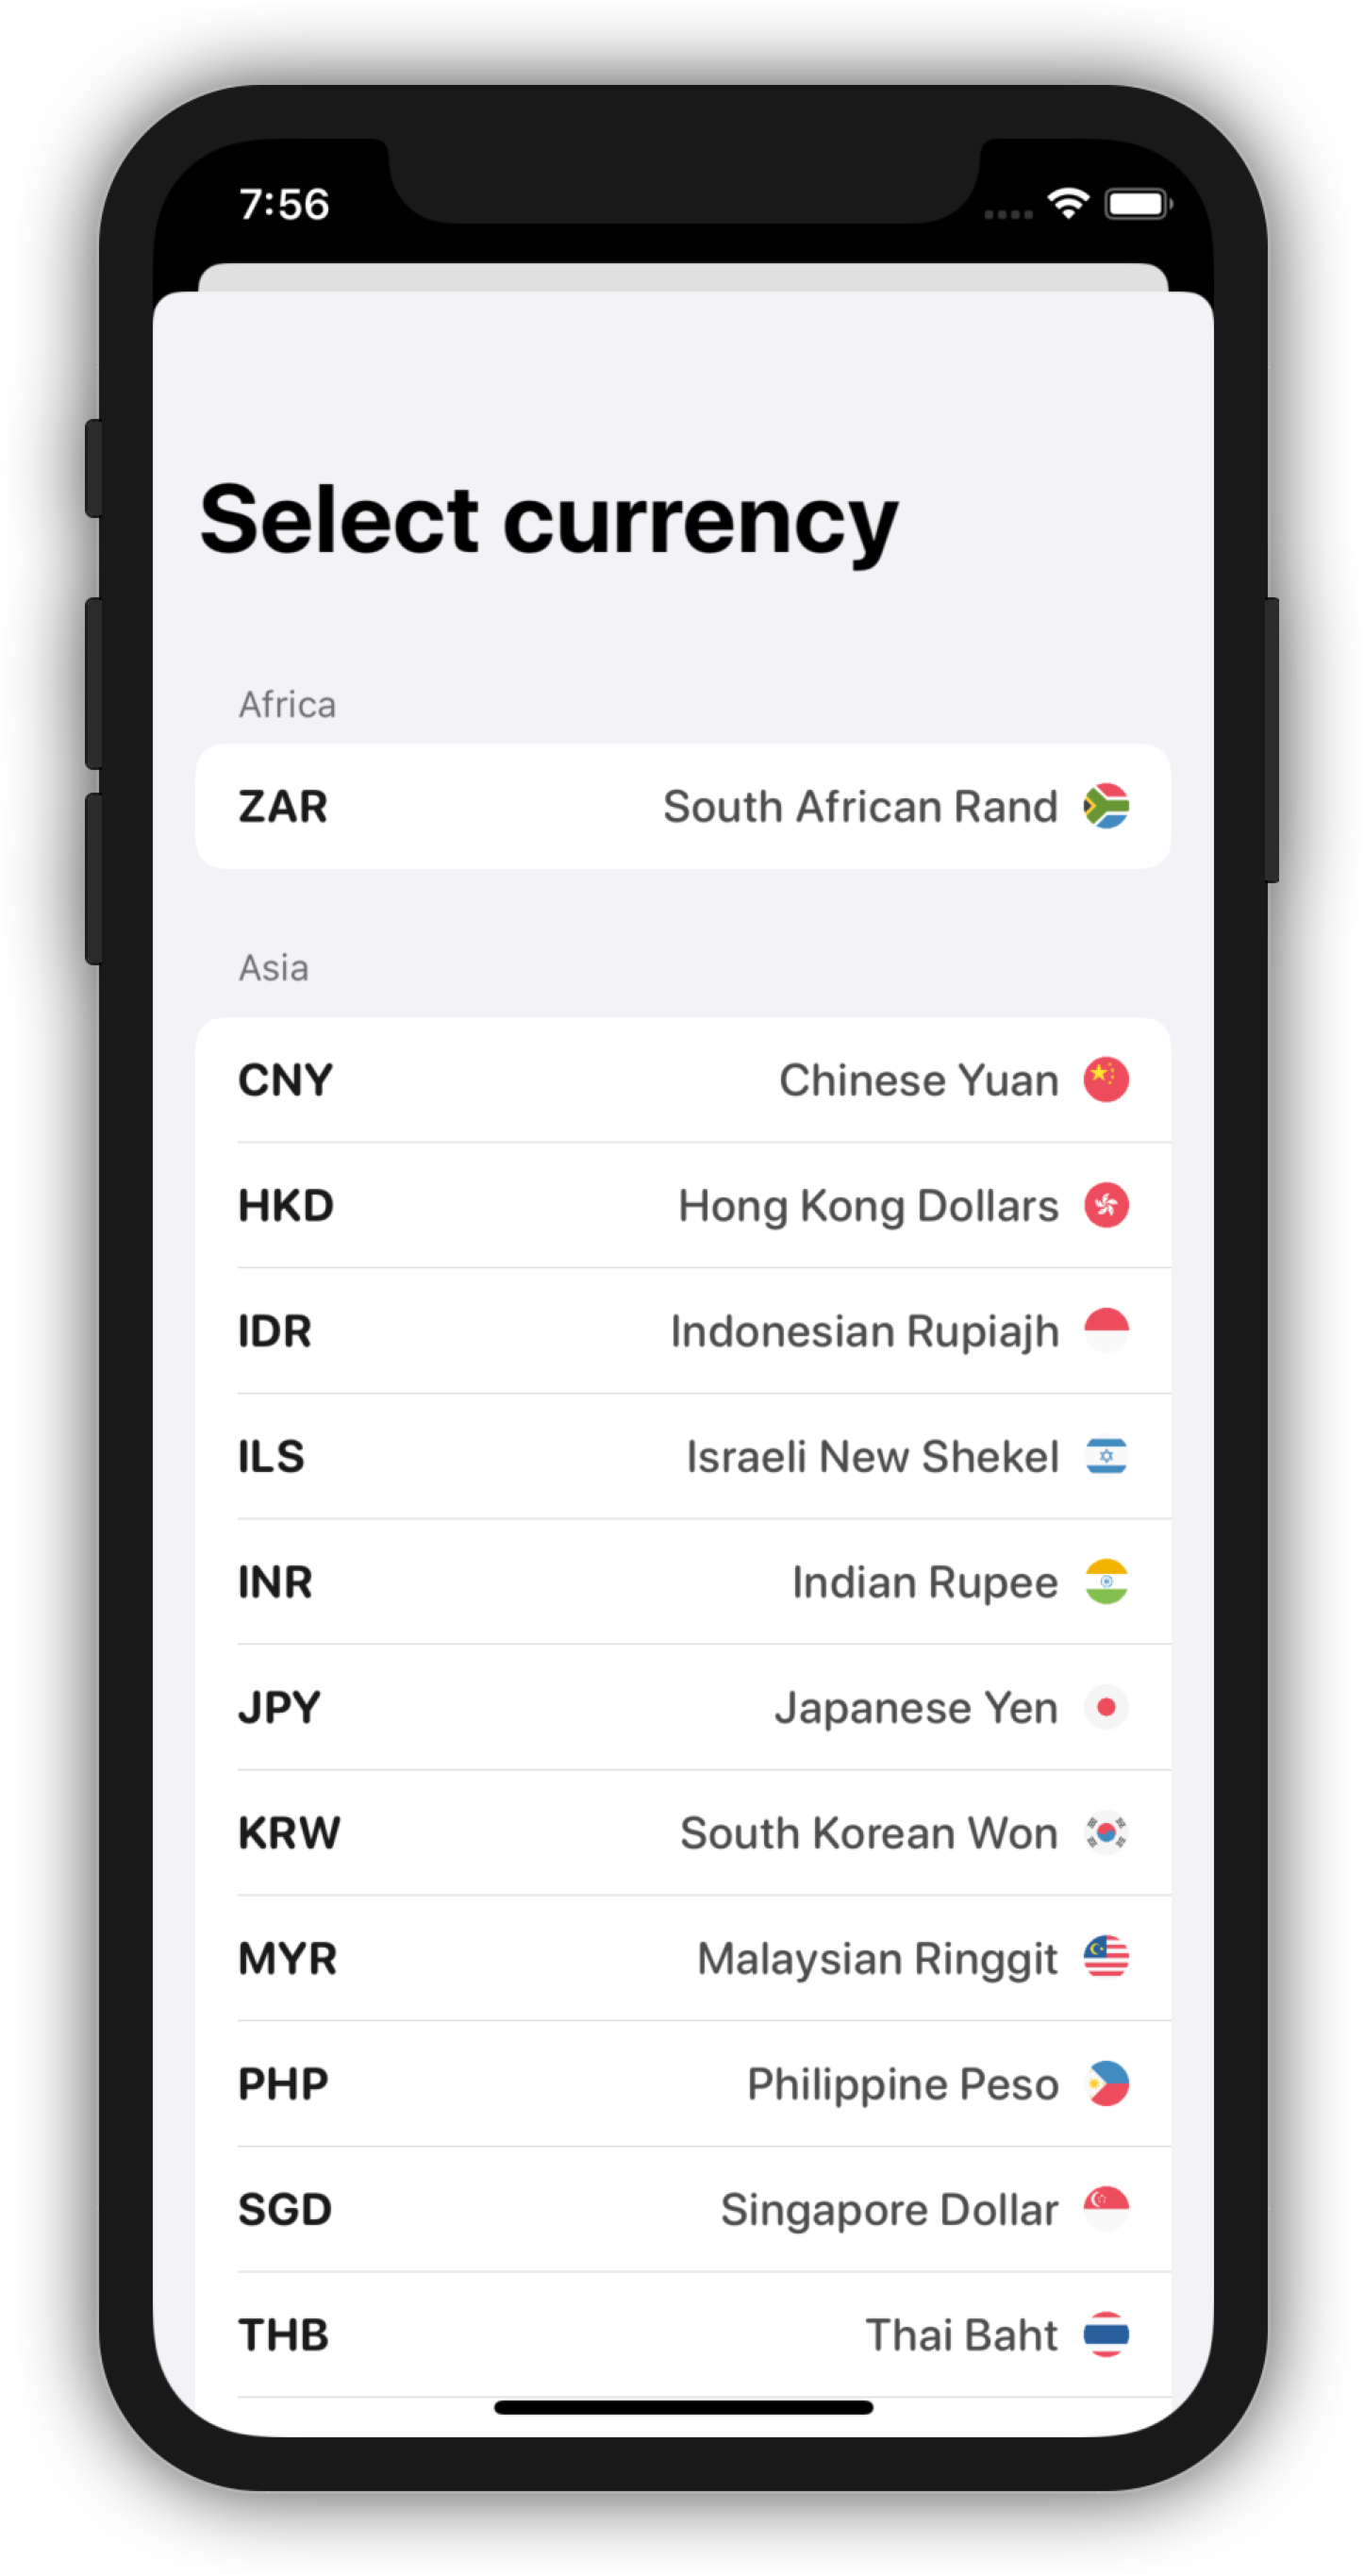 7:56
Select currency
Africa
ZAR South African Rand
Asia
CNY Chinese Yuan
HKD Hong Kong Dollars
IDR Indonesian Rupiajh
ILS Israeli New Shekel
INR Indian Rupee
JPY Japanese Yen
KRW South Korean Won
MYR Malaysian Ringgit
PHP Philippine Peso
SGD Singapore Dollar
THB Thai Baht